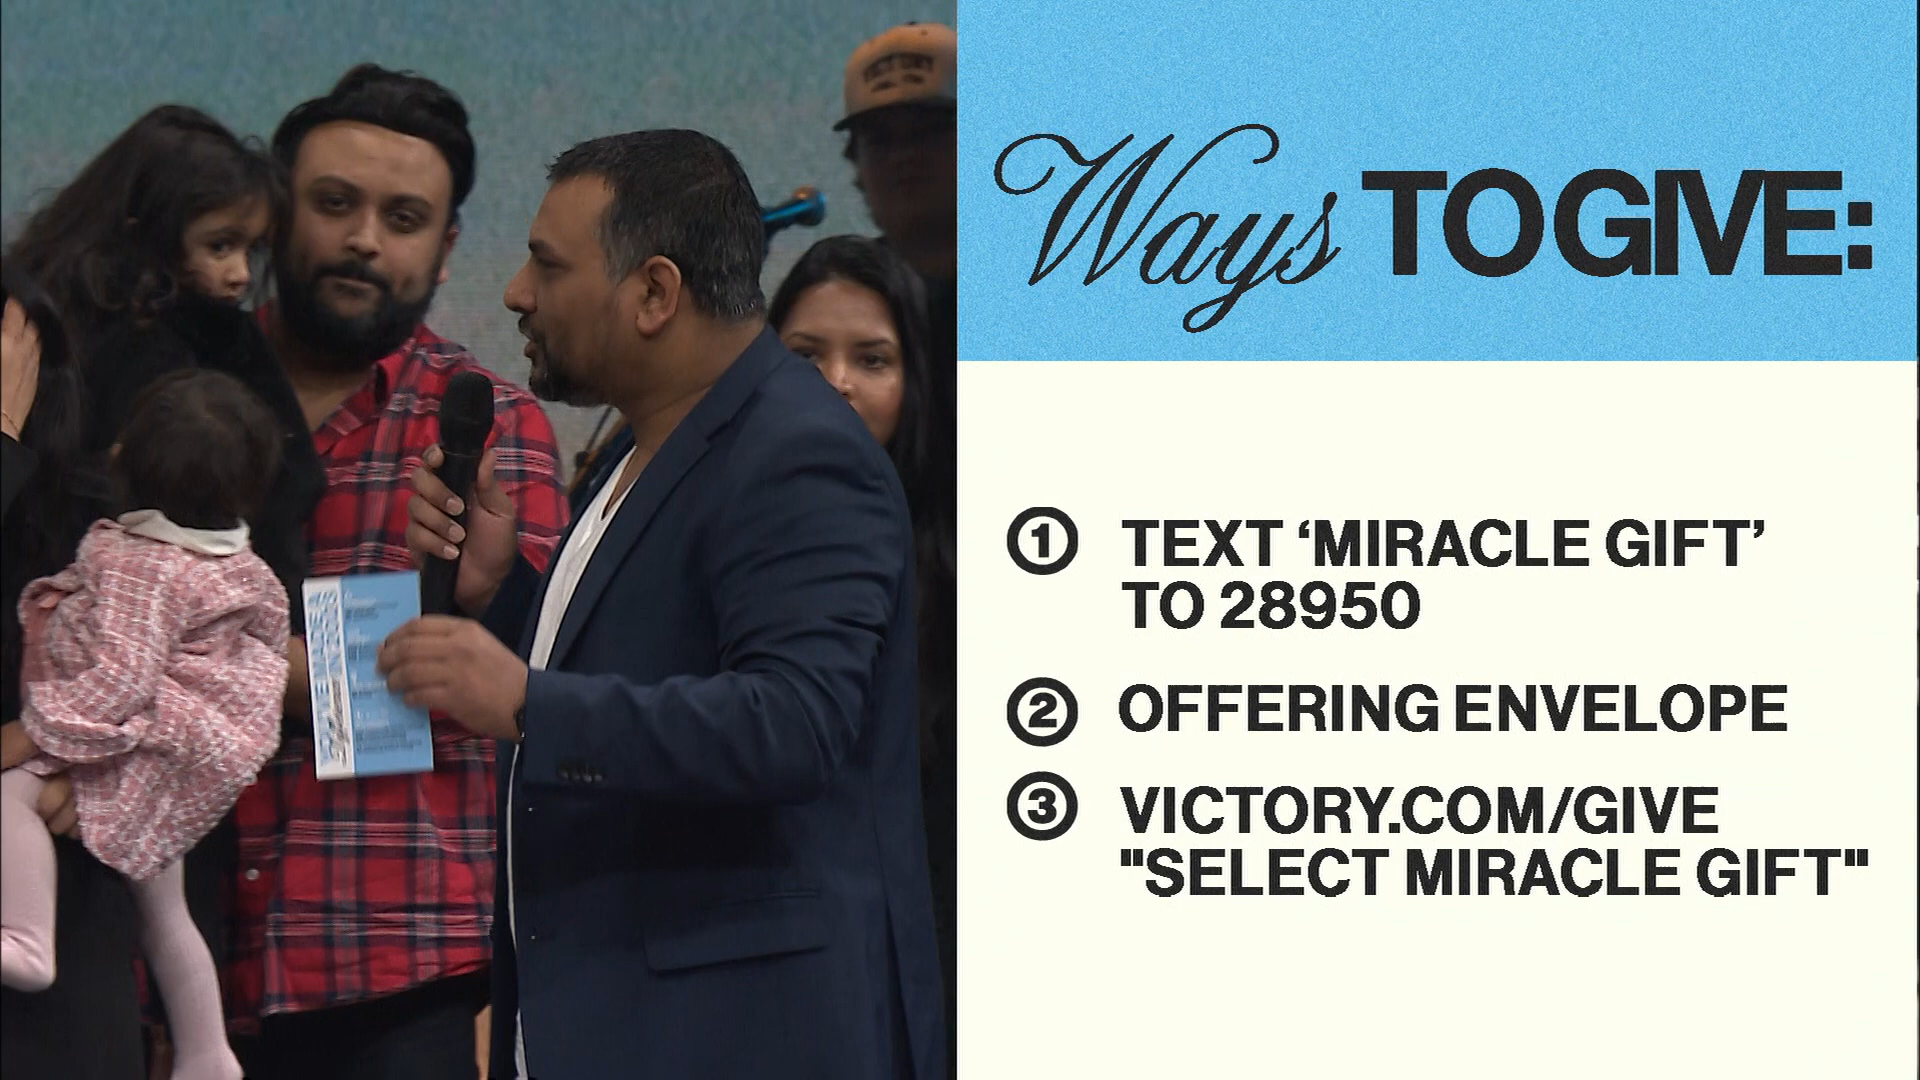 VICTORY
Ways TO GIVE:
1 TEXT ‘MIRACLE GIFT’
TO 28950
2 OFFERING ENVELOPE
3 VICTORY.COM/GIVE
"SELECT MIRACLE GIFT"